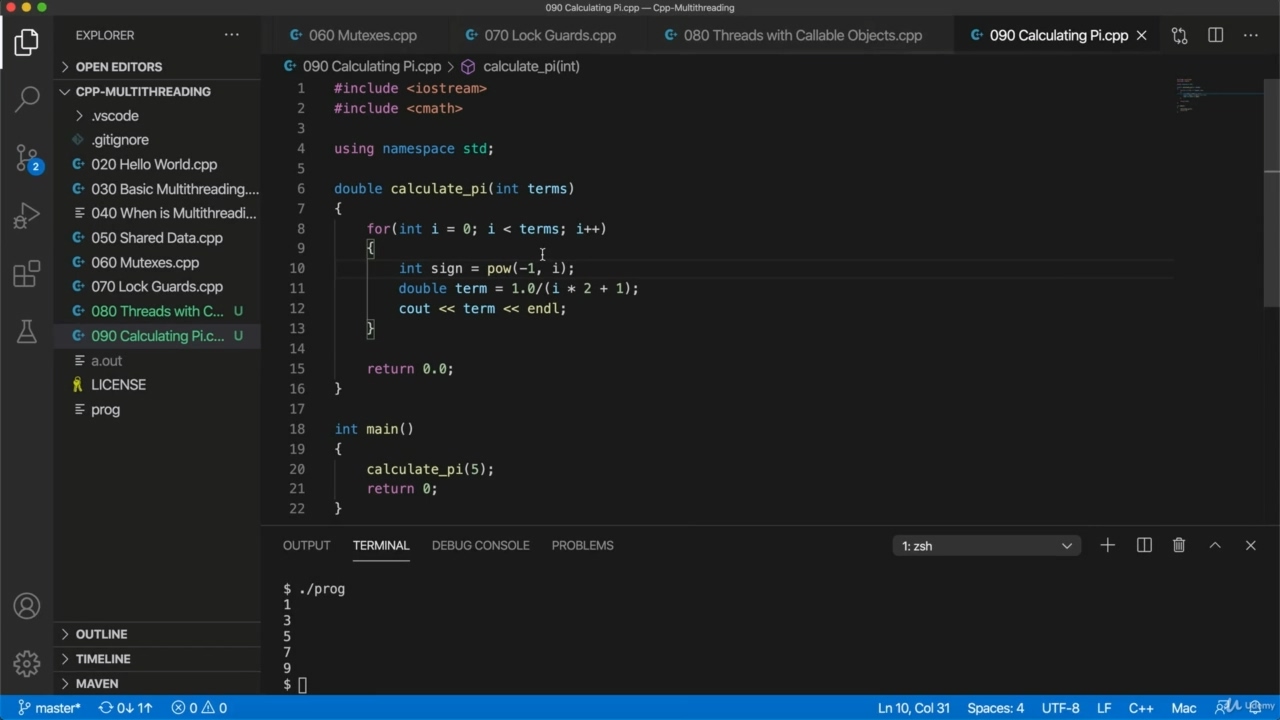 090 Calculating Pi.cpp — Cpp-Multithreading
EXPLORER
060 Mutexes.cpp
070 Lock Guards.cpp
080 Threads with Callable Objects.cpp
090 Calculating Pi.cpp
OPEN EDITORS
CPP-MULTITHREADING
.vscode
.gitignore
020 Hello World.cpp
030 Basic Multithreading....
040 When is Multithreadi...
050 Shared Data.cpp
060 Mutexes.cpp
070 Lock Guards.cpp
080 Threads with C... U
090 Calculating Pi.c... U
a.out
LICENSE
prog
OUTLINE
TIMELINE
MAVEN
2
090 Calculating Pi.cpp > calculate_pi(int)
1 #include <iostream>
2 #include <cmath>
3
4 using namespace std;
5
6 double calculate_pi(int terms)
7 {
8 for(int i = 0; i < terms; i++)
9 {
10 int sign = pow(-1, i);
11 double term = 1.0/(i * 2 + 1);
12 cout << term << endl;
13 }
14
15 return 0.0;
16 }
17
18 int main()
19 {
20 calculate_pi(5);
21 return 0;
22 }
OUTPUT TERMINAL DEBUG CONSOLE PROBLEMS 1: zsh
$ ./prog
1
3
5
7
9
$
master* 0↓ 1↑ 0 0 Ln 10, Col 31 Spaces: 4 UTF-8 LF C++ Mac
Udemy